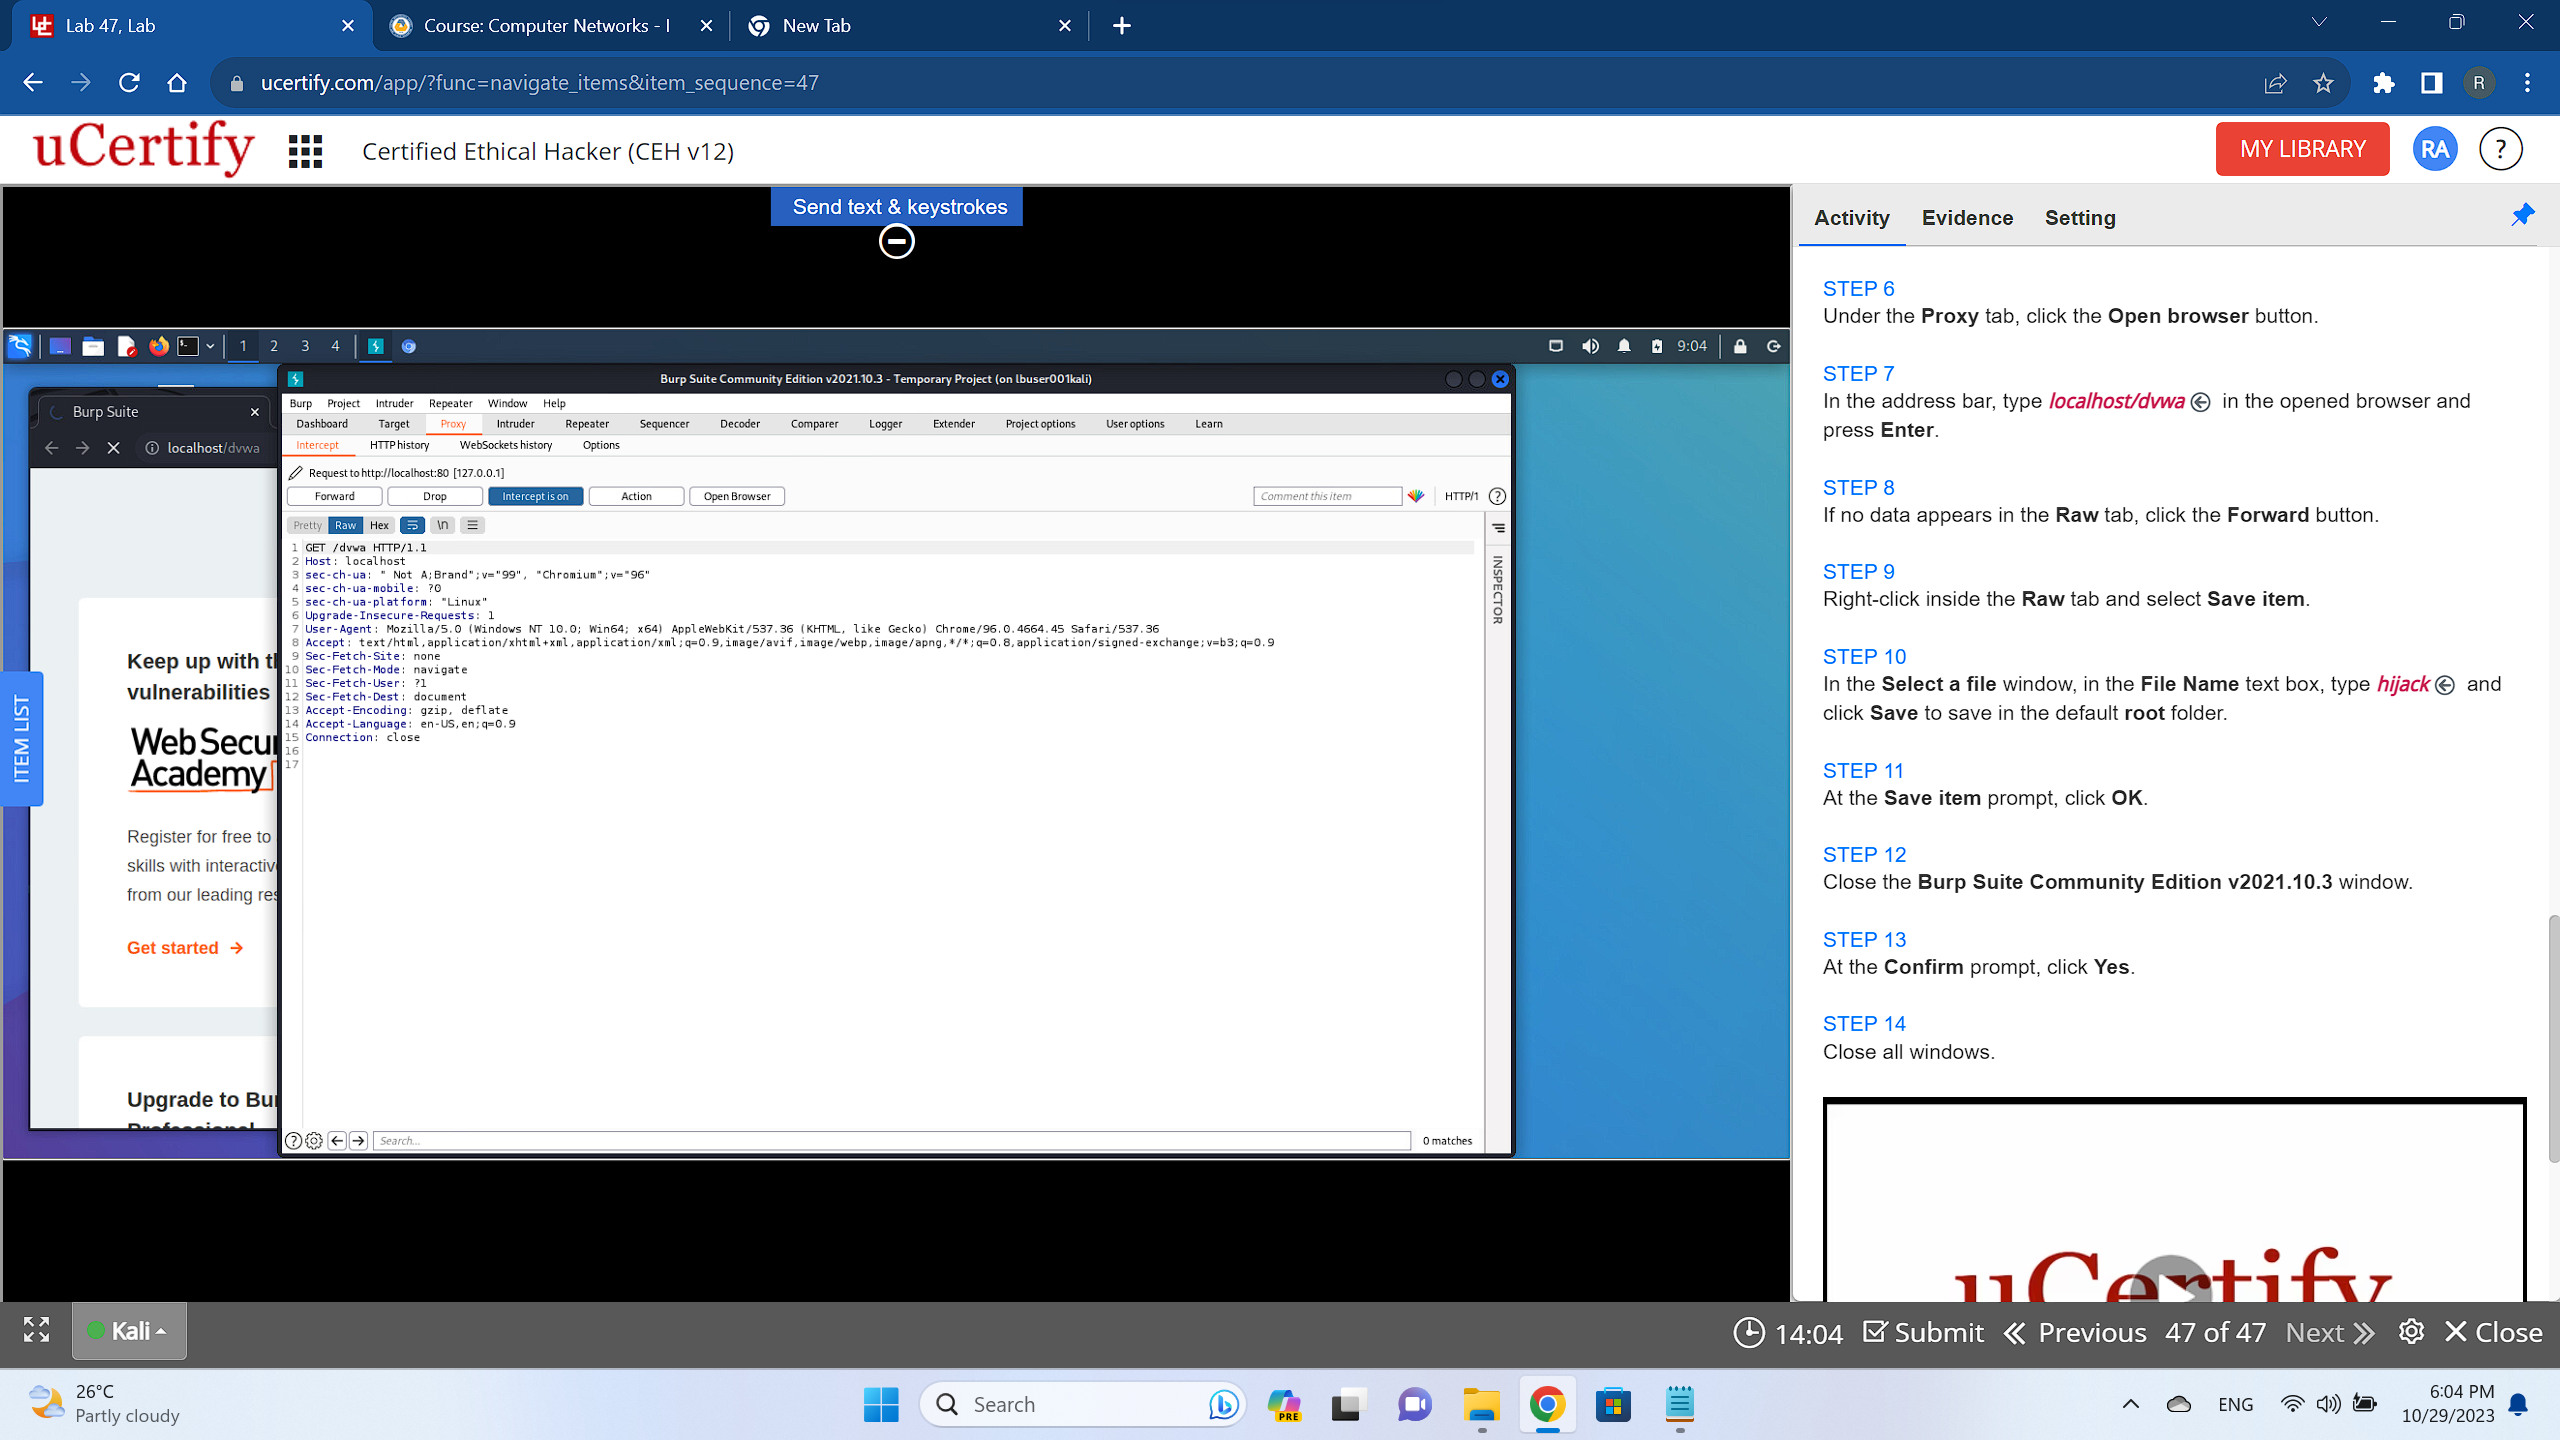 Lab 47, Lab
Course: Computer Networks - I
New Tab
ucertify.com/app/?func=navigate_items&item_sequence=47
R
uCertify
Certified Ethical Hacker (CEH v12)
MY LIBRARY
RA
?
Send text & keystrokes
Activity
Evidence
Setting
1
2
3
4
9:04
Burp Suite
localhost/dvwa
Keep up with t
vulnerabilities
Web Secu
Academy
Register for free to
skills with interactiv
from our leading res
Get started →
Upgrade to Bu
Professional
ITEM LIST
Burp Suite Community Edition v2021.10.3 - Temporary Project (on lbuser001kali)
Burp Project Intruder Repeater Window Help
Dashboard Target Proxy Intruder Repeater Sequencer Decoder Comparer Logger Extender Project options User options Learn
Intercept HTTP history WebSockets history Options
Request to http://localhost:80 [127.0.0.1]
Forward Drop Intercept is on Action Open Browser Comment this item HTTP/1 ?
Pretty Raw Hex \n
INSPECTOR
1 GET /dvwa HTTP/1.1
2 Host: localhost
3 sec-ch-ua: " Not A;Brand";v="99", "Chromium";v="96"
4 sec-ch-ua-mobile: ?0
5 sec-ch-ua-platform: "Linux"
6 Upgrade-Insecure-Requests: 1
7 User-Agent: Mozilla/5.0 (Windows NT 10.0; Win64; x64) AppleWebKit/537.36 (KHTML, like Gecko) Chrome/96.0.4664.45 Safari/537.36
8 Accept: text/html,application/xhtml+xml,application/xml;q=0.9,image/avif,image/webp,image/apng,*/*;q=0.8,application/signed-exchange;v=b3;q=0.9
9 Sec-Fetch-Site: none
10 Sec-Fetch-Mode: navigate
11 Sec-Fetch-User: ?1
12 Sec-Fetch-Dest: document
13 Accept-Encoding: gzip, deflate
14 Accept-Language: en-US,en;q=0.9
15 Connection: close
16
17
? Search... 0 matches
STEP 6
Under the Proxy tab, click the Open browser button.
STEP 7
In the address bar, type localhost/dvwa in the opened browser and
press Enter.
STEP 8
If no data appears in the Raw tab, click the Forward button.
STEP 9
Right-click inside the Raw tab and select Save item.
STEP 10
In the Select a file window, in the File Name text box, type hijack and
click Save to save in the default root folder.
STEP 11
At the Save item prompt, click OK.
STEP 12
Close the Burp Suite Community Edition v2021.10.3 window.
STEP 13
At the Confirm prompt, click Yes.
STEP 14
Close all windows.
uCertify
Kali
14:04 Submit Previous 47 of 47 Next Close
26°C
Partly cloudy
Search
PRE
ENG
6:04 PM
10/29/2023